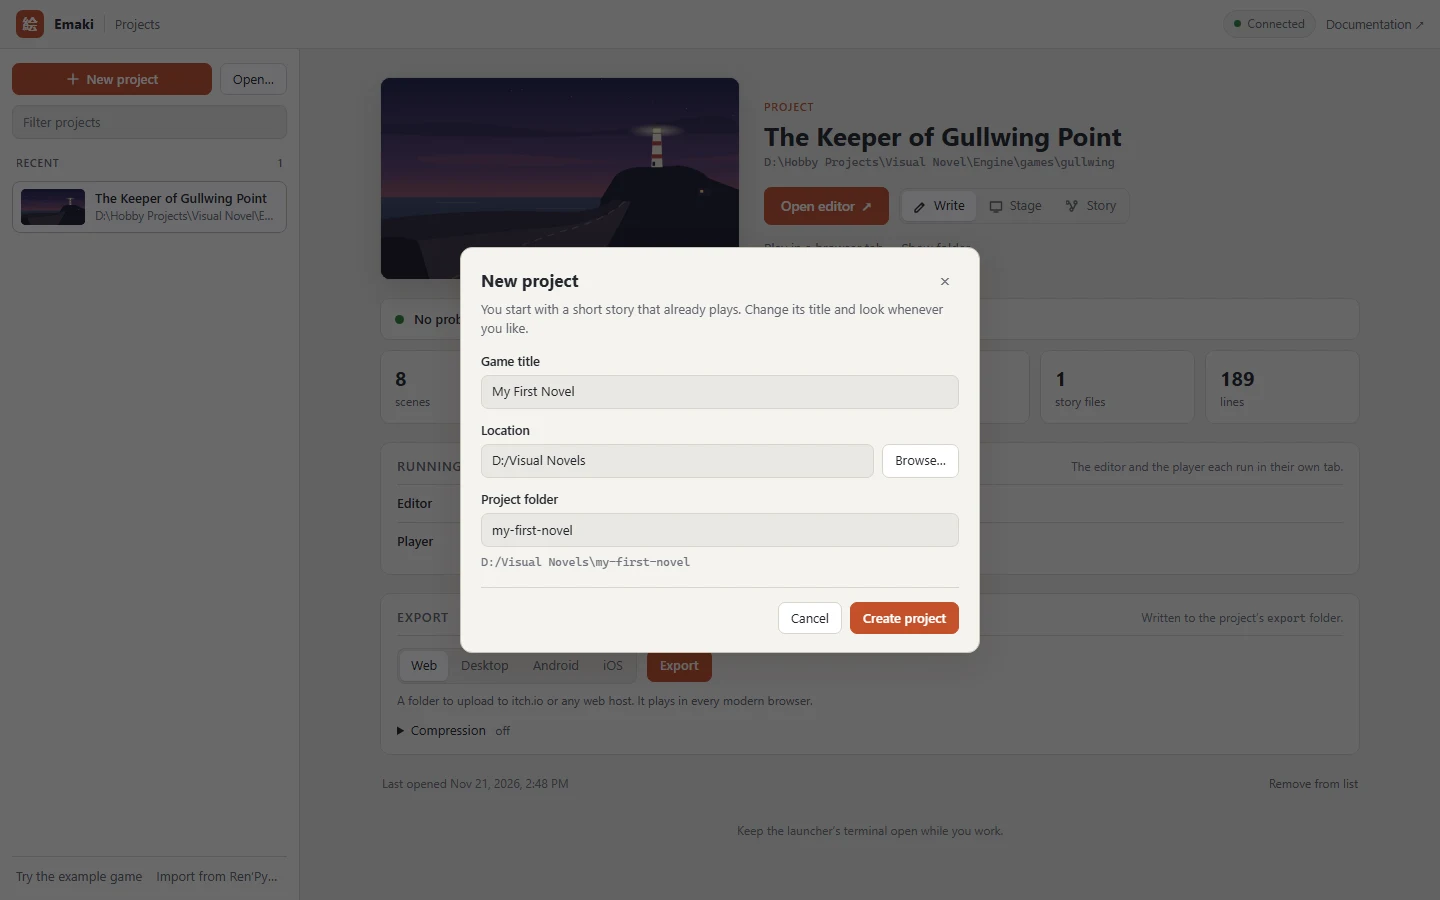 絵 Emaki Projects
Connected Documentation ↗
+ New project Open...
Filter projects
RECENT 1
The Keeper of Gullwing Point
D:\Hobby Projects\Visual Novel\E...
PROJECT
The Keeper of Gullwing Point
D:\Hobby Projects\Visual Novel\Engine\games\gullwing
Open editor ↗ Write Stage Story
New project ×
You start with a short story that already plays. Change its title and look whenever
you like.
Game title
My First Novel
Location
D:/Visual Novels Browse...
Project folder
my-first-novel
D:/Visual Novels\my-first-novel
Cancel Create project
8
scenes
1
story files
189
lines
RUNNING The editor and the player each run in their own tab.
Editor
Player
EXPORT Written to the project's export folder.
Web Desktop Android iOS Export
A folder to upload to itch.io or any web host. It plays in every modern browser.
▶ Compression off
Last opened Nov 21, 2026, 2:48 PM Remove from list
Keep the launcher's terminal open while you work.
Try the example game Import from Ren'Py...